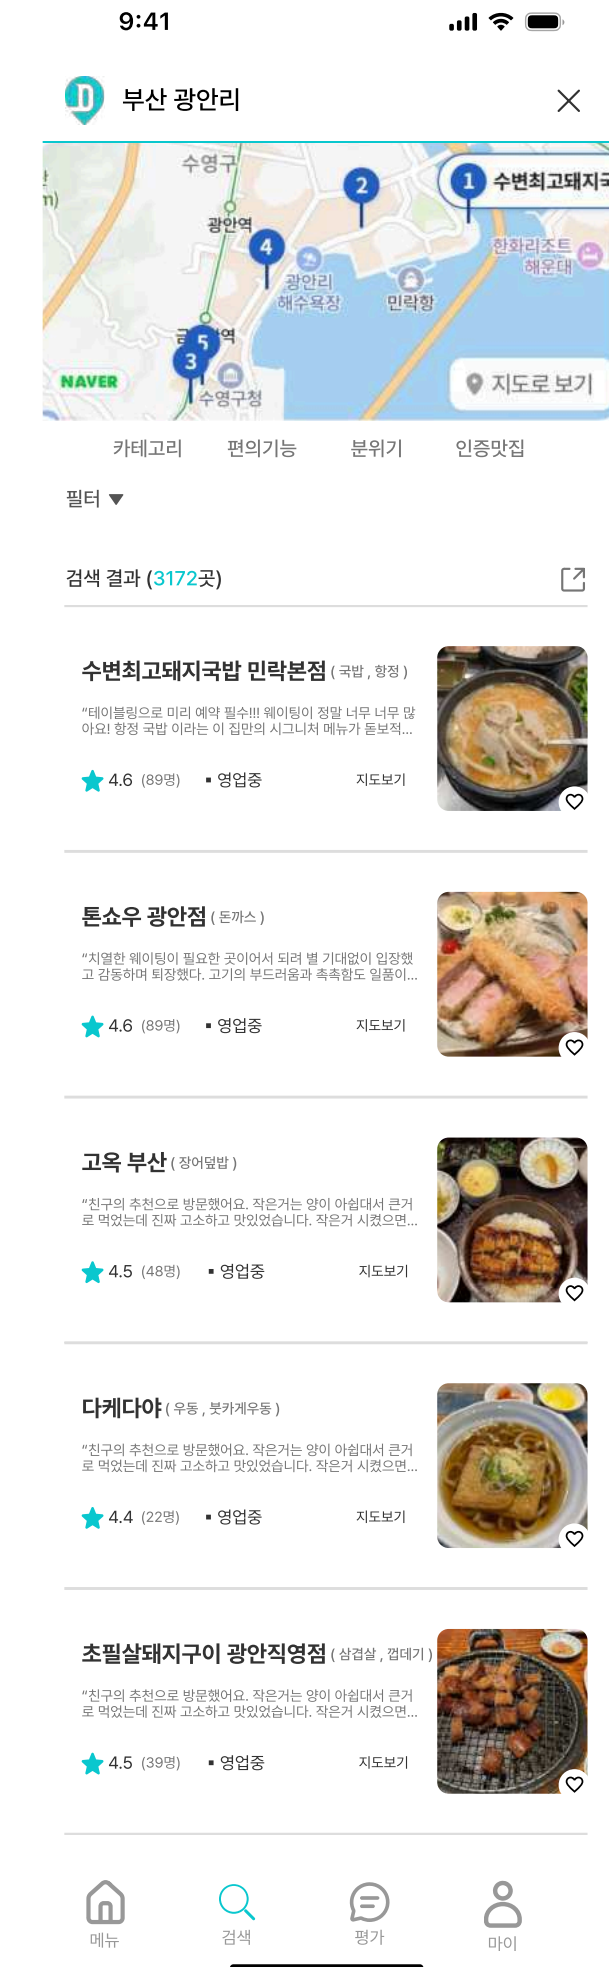 9:41
D 부산 광안리
수영구
2
1 수변최고돼지국
광안역
4
한화리조트
해운대
광안리
해수욕장
민락항
5
3
NAVER
수영구청
지도로 보기
카테고리 편의기능 분위기 인증맛집
필터 ▼
검색 결과 (3172곳)
수변최고돼지국밥 민락본점 ( 국밥 , 항정 )
“테이블링으로 미리 예약 필수!!! 웨이팅이 정말 너무 너무 많
아요! 항정 국밥 이라는 이 집만의 시그니처 메뉴가 돋보적...
4.6 (89명) ▪ 영업중 지도보기
톤쇼우 광안점 ( 돈까스 )
“치열한 웨이팅이 필요한 곳이어서 되려 별 기대없이 입장했
고 감동하며 퇴장했다. 고기의 부드러움과 촉촉함도 일품이...
4.6 (89명) ▪ 영업중 지도보기
고옥 부산 ( 장어덮밥 )
“친구의 추천으로 방문했어요. 작은거는 양이 아쉽대서 큰거
로 먹었는데 진짜 고소하고 맛있었습니다. 작은거 시켰으면...
4.5 (48명) ▪ 영업중 지도보기
다케다야 ( 우동 , 붓카게우동 )
“친구의 추천으로 방문했어요. 작은거는 양이 아쉽대서 큰거
로 먹었는데 진짜 고소하고 맛있었습니다. 작은거 시켰으면...
4.4 (22명) ▪ 영업중 지도보기
초필살돼지구이 광안직영점 ( 삼겹살 , 껍데기 )
“친구의 추천으로 방문했어요. 작은거는 양이 아쉽대서 큰거
로 먹었는데 진짜 고소하고 맛있었습니다. 작은거 시켰으면...
4.5 (39명) ▪ 영업중 지도보기
메뉴 검색 평가 마이